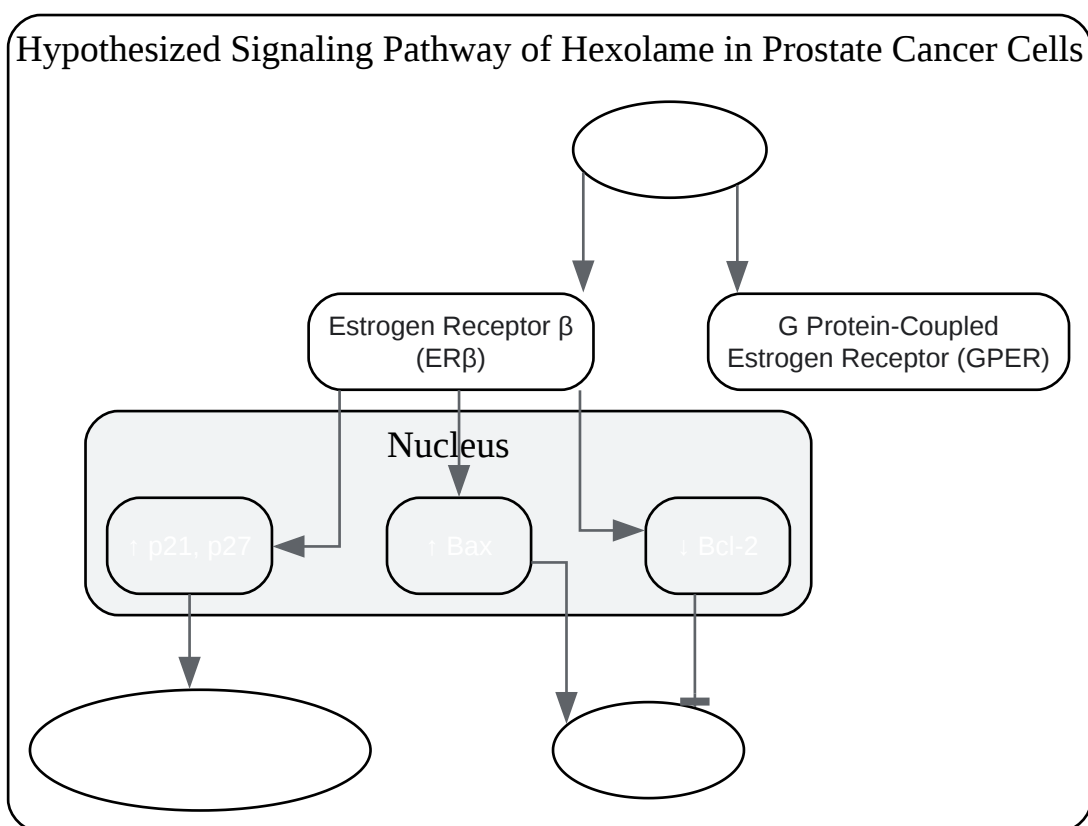 Hypothesized Signaling Pathway of Hexolame in Prostate Cancer Cells
Estrogen Receptor β
(ERβ)
G Protein-Coupled
Estrogen Receptor (GPER)
Nucleus
↑ p21, p27
↑ Bax
↓ Bcl-2